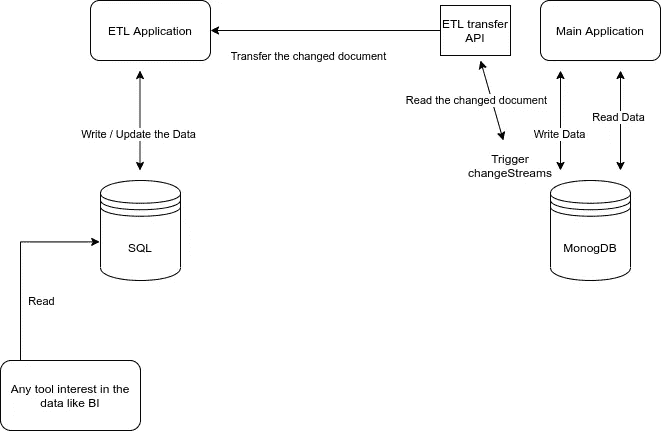 ETL Application
ETL transfer
API
Main Application
Transfer the changed document
Read the changed document
Read Data
Write / Update the Data
Write Data
Trigger
changeStreams
SQL
MonogDB
Read
Any tool interest in the
data like BI